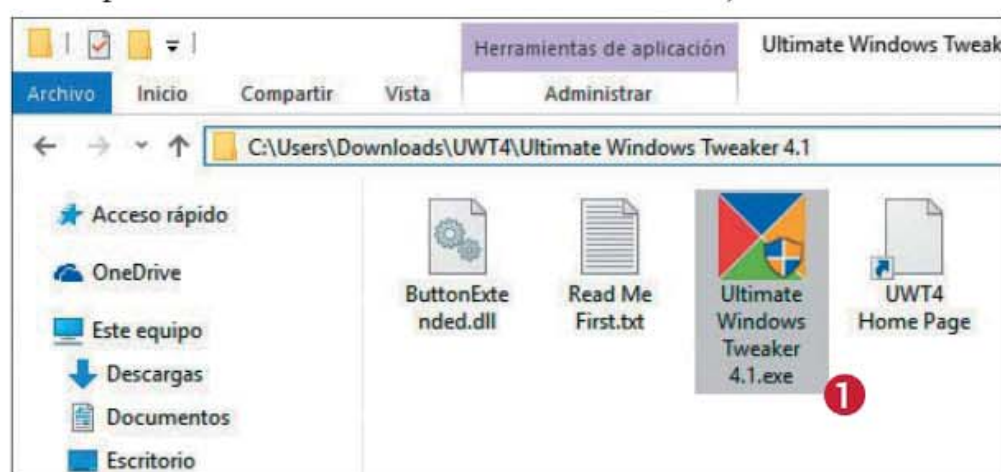 Herramientas de aplicación Ultimate Windows Tweak
Archivo Inicio Compartir Vista Administrar
C:\Users\Downloads\UWT4\Ultimate Windows Tweaker 4.1
Acceso rápido
OneDrive
Este equipo
Descargas
Documentos
Escritorio
ButtonExte
nded.dll
Read Me
First.txt
Ultimate
Windows
Tweaker
4.1.exe
UWT4
Home Page
1